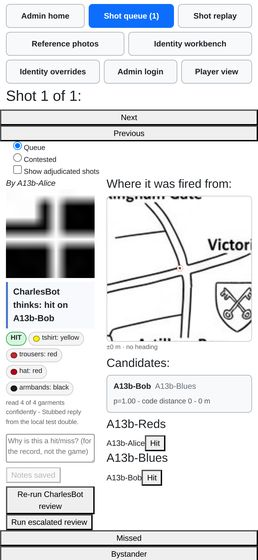 Admin home
Shot queue (1)
Shot replay
Reference photos
Identity workbench
Identity overrides
Admin login
Player view
Shot 1 of 1:
Next
Previous
Queue
Contested
Show adjudicated shots
By A13b-Alice
CharlesBot
thinks: hit on
A13b-Bob
HIT
tshirt: yellow
trousers: red
hat: red
armbands: black
read 4 of 4 garments
confidently - Stubbed reply
from the local test double.
Why is this a hit/miss? (for
the record, not the game)
Notes saved
Re-run CharlesBot
review
Run escalated review
Where it was fired from:
Victori
±0 m · no heading
Candidates:
A13b-Bob A13b-Blues
p=1.00 - code distance 0 - 0 m
A13b-Reds
A13b-Alice
Hit
A13b-Blues
A13b-Bob
Hit
Missed
Bystander